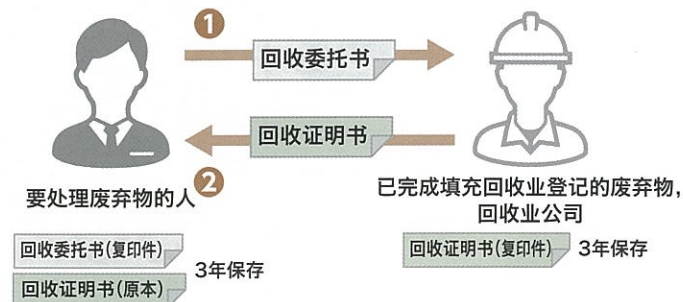 1
回收委托书
回收证明书
2
要处理废弃物的人
已完成填充回收业登记的废弃物,
回收业公司
回收委托书(复印件)
回收证明书(原本)
3年保存
回收证明书(复印件)
3年保存